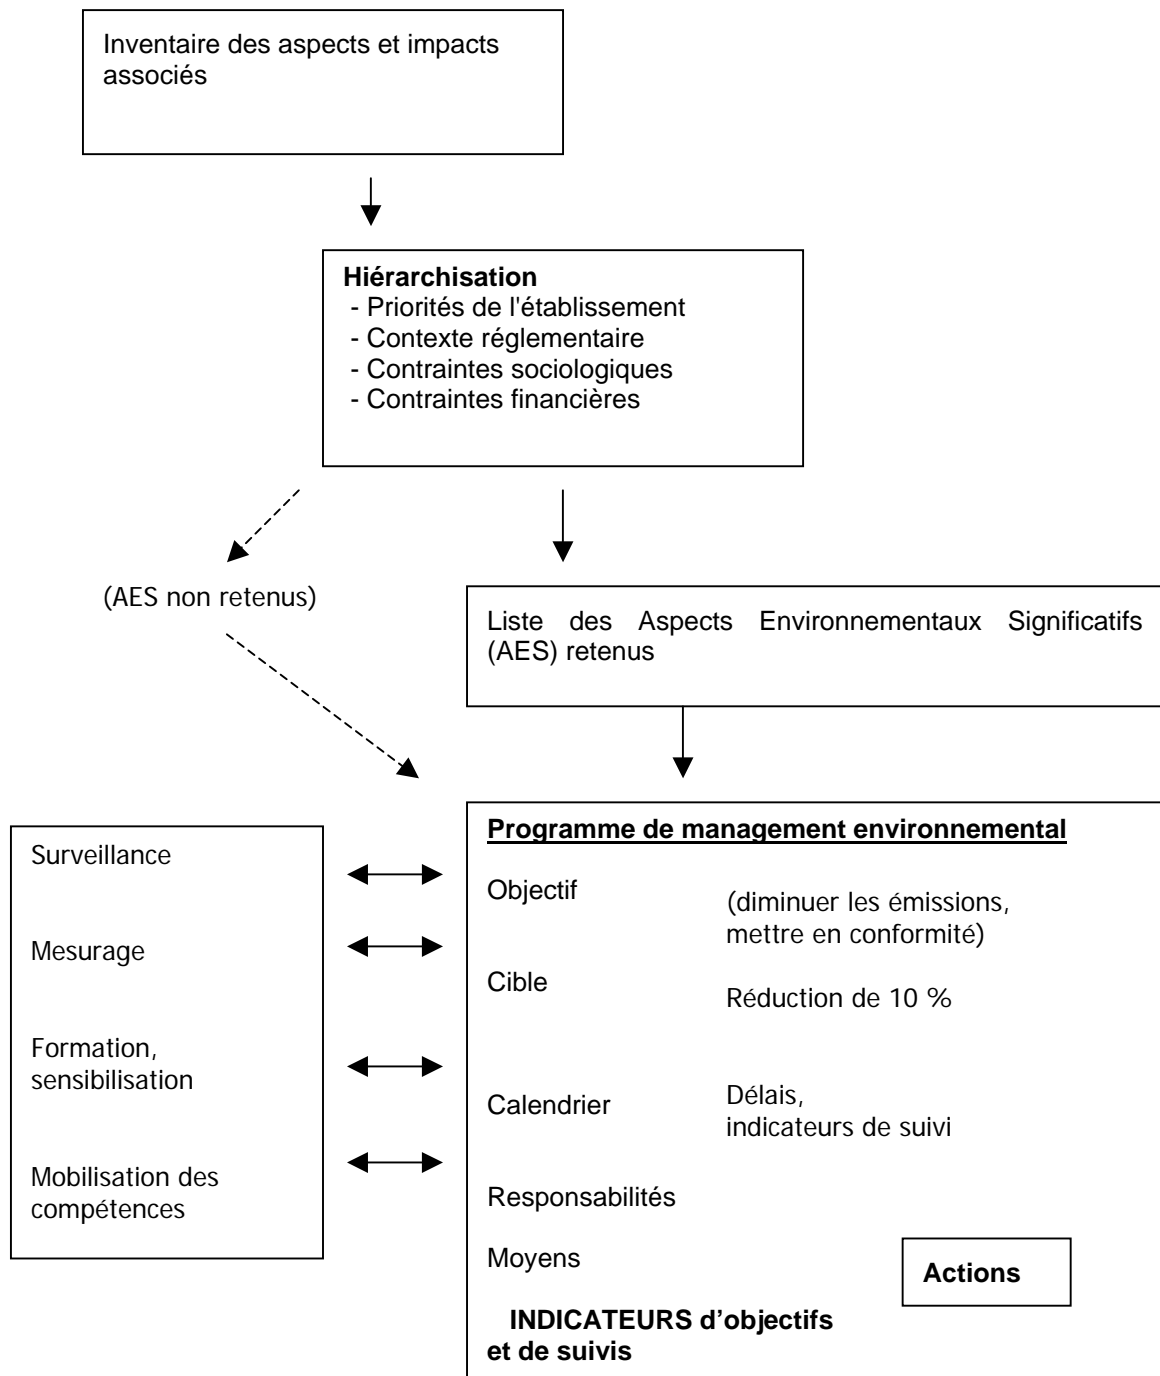 Inventaire des aspects et impacts
associés
Hiérarchisation
- Priorités de l'établissement
- Contexte réglementaire
- Contraintes sociologiques
- Contraintes financières
(AES non retenus)
Liste des Aspects Environnementaux Significatifs
(AES) retenus
Surveillance
Mesurage
Formation,
sensibilisation
Mobilisation des
compétences
Programme de management environnemental
Objectif
(diminuer les émissions,
mettre en conformité)
Cible
Réduction de 10 %
Calendrier
Délais,
indicateurs de suivi
Responsabilités
Moyens
Actions
INDICATEURS d’objectifs
et de suivis